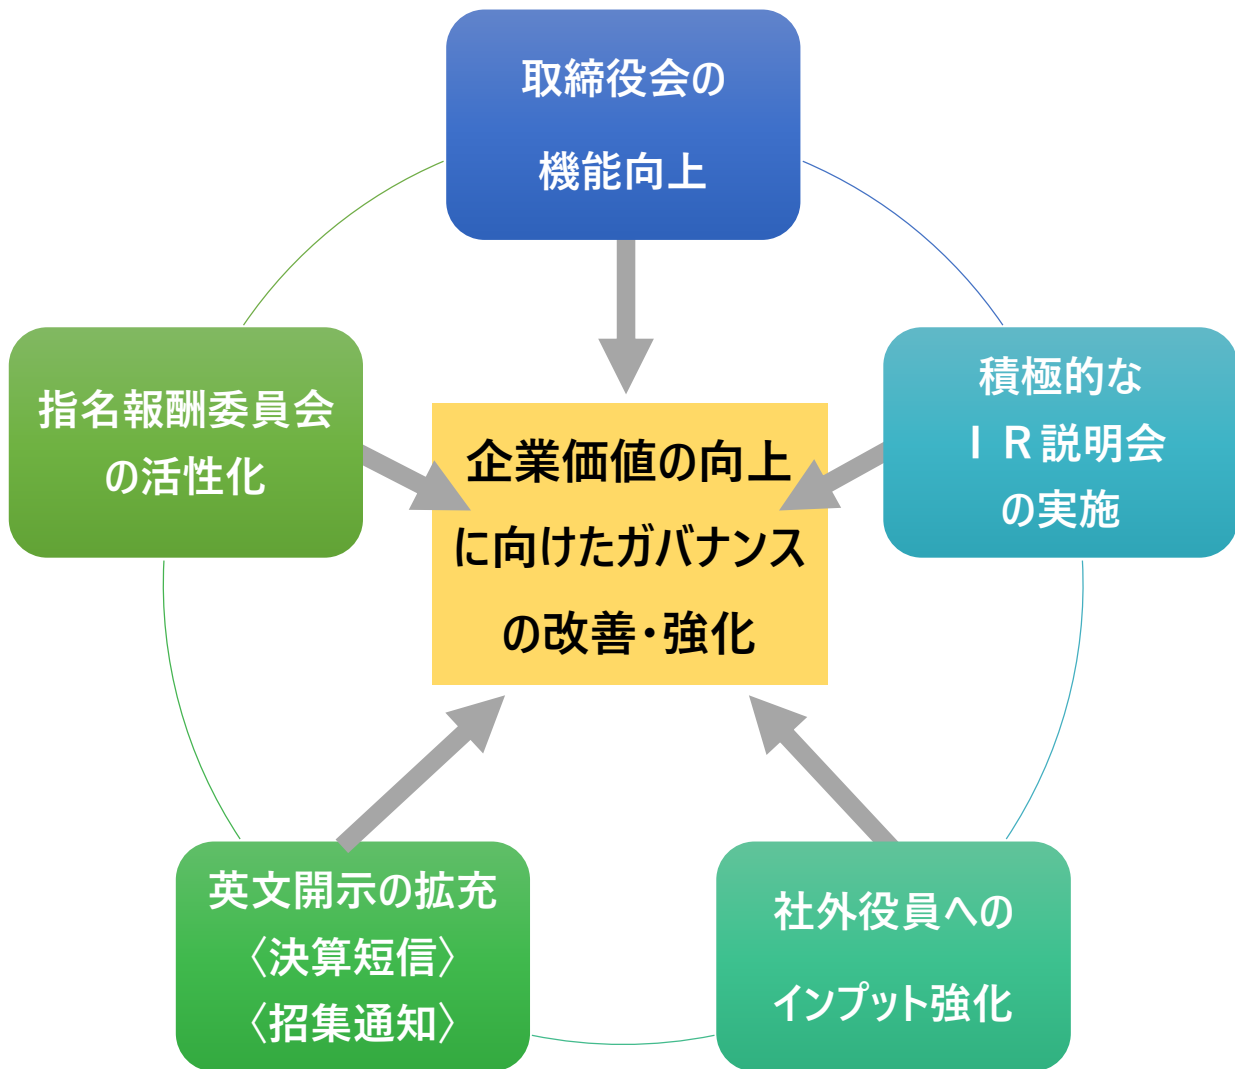 取締役会の
機能向上
指名報酬委員会
の活性化
積極的な
ＩＲ説明会
の実施
企業価値の向上
に向けたガバナンス
の改善・強化
英文開示の拡充
〈決算短信〉
〈招集通知〉
社外役員への
インプット強化